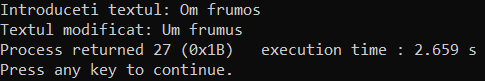 Introduceti textul: Om frumos
Textul modificat: Um frumus
Process returned 27 (0x1B)   execution time : 2.659 s
Press any key to continue.